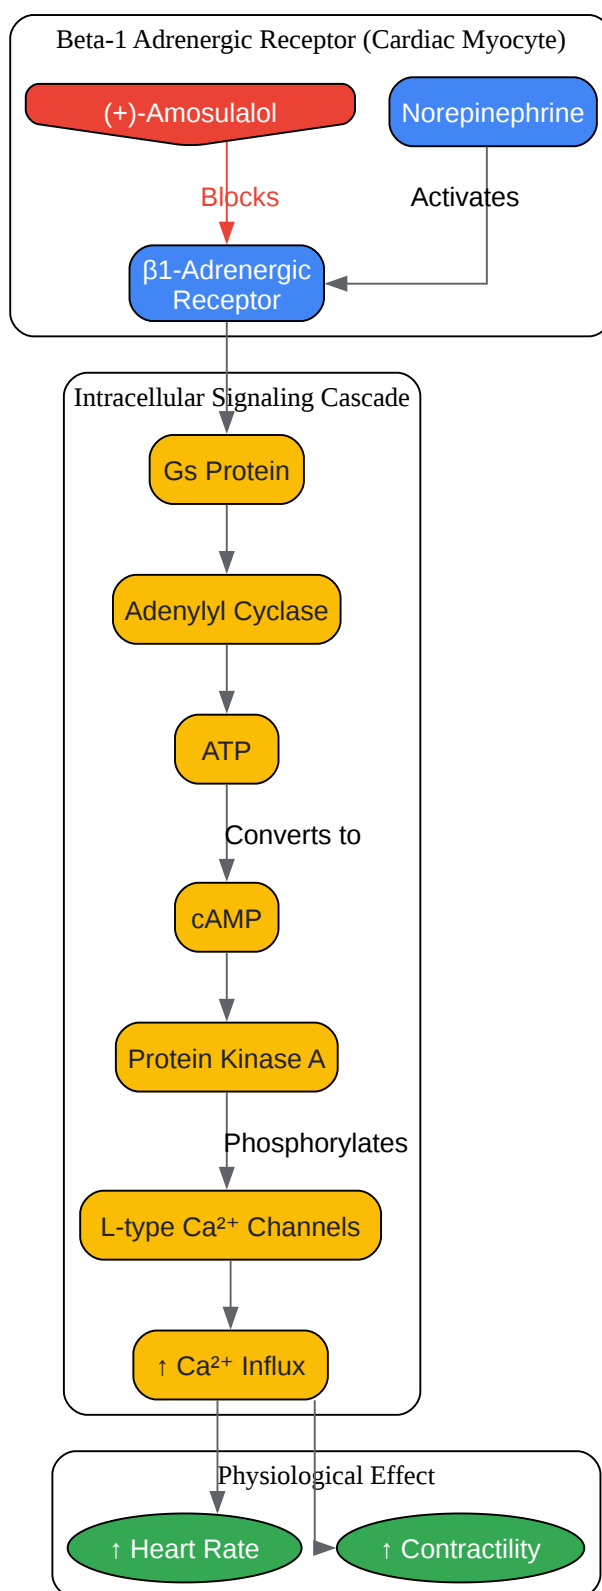 Beta-1 Adrenergic Receptor (Cardiac Myocyte)
(+)-Amosulalol
Norepinephrine
Blocks
Activates
β1-Adrenergic
Receptor
Intracellular Signaling Cascade
Gs Protein
Adenylyl Cyclase
ATP
Converts to
cAMP
Protein Kinase A
Phosphorylates
L-type Ca²⁺ Channels
↑ Ca²⁺ Influx
Physiological Effect
↑ Heart Rate
↑ Contractility